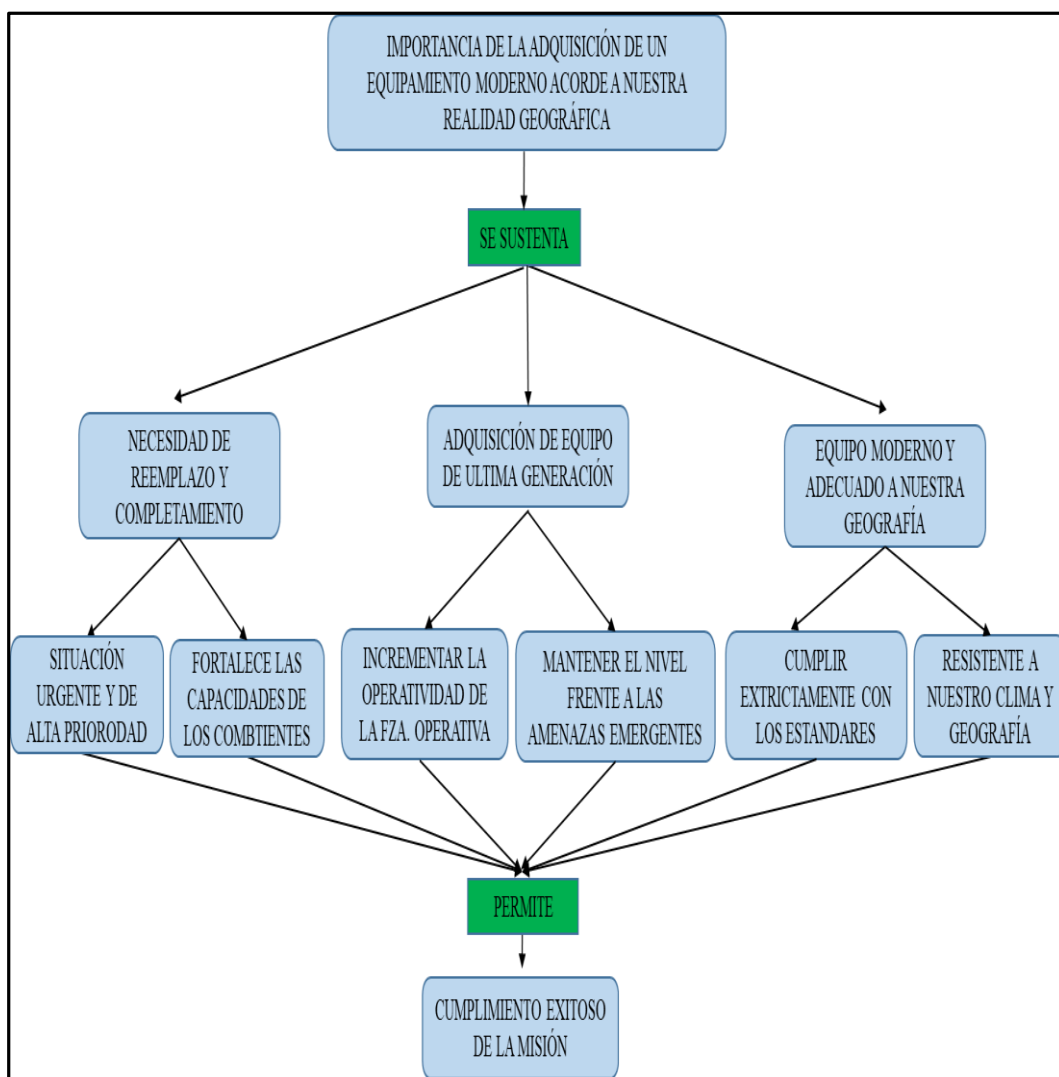 IMPORTANCIA DE LA ADQUISICIÓN DE UN
EQUIPAMIENTO MODERNO ACORDE A NUESTRA
REALIDAD GEOGRÁFICA
SE SUSTENTA
NECESIDAD DE
REEMPLAZO Y
COMPLETAMIENTO
ADQUISICIÓN DE EQUIPO
DE ULTIMA GENERACIÓN
EQUIPO MODERNO Y
ADECUADO A NUESTRA
GEOGRAFÍA
SITUACIÓN
URGENTE Y DE
ALTA PRIORODAD
FORTALECE LAS
CAPACIDADES DE
LOS COMBTIENTES
INCREMENTAR LA
OPERATIVIDAD DE
LA FZA. OPERATIVA
MANTENER EL NIVEL
FRENTE A LAS
AMENAZAS EMERGENTES
CUMPLIR
EXTRICTAMENTE CON
LOS ESTANDARES
RESISTENTE A
NUESTRO CLIMA Y
GEOGRAFÍA
PERMITE
CUMPLIMIENTO EXITOSO
DE LA MISIÓN